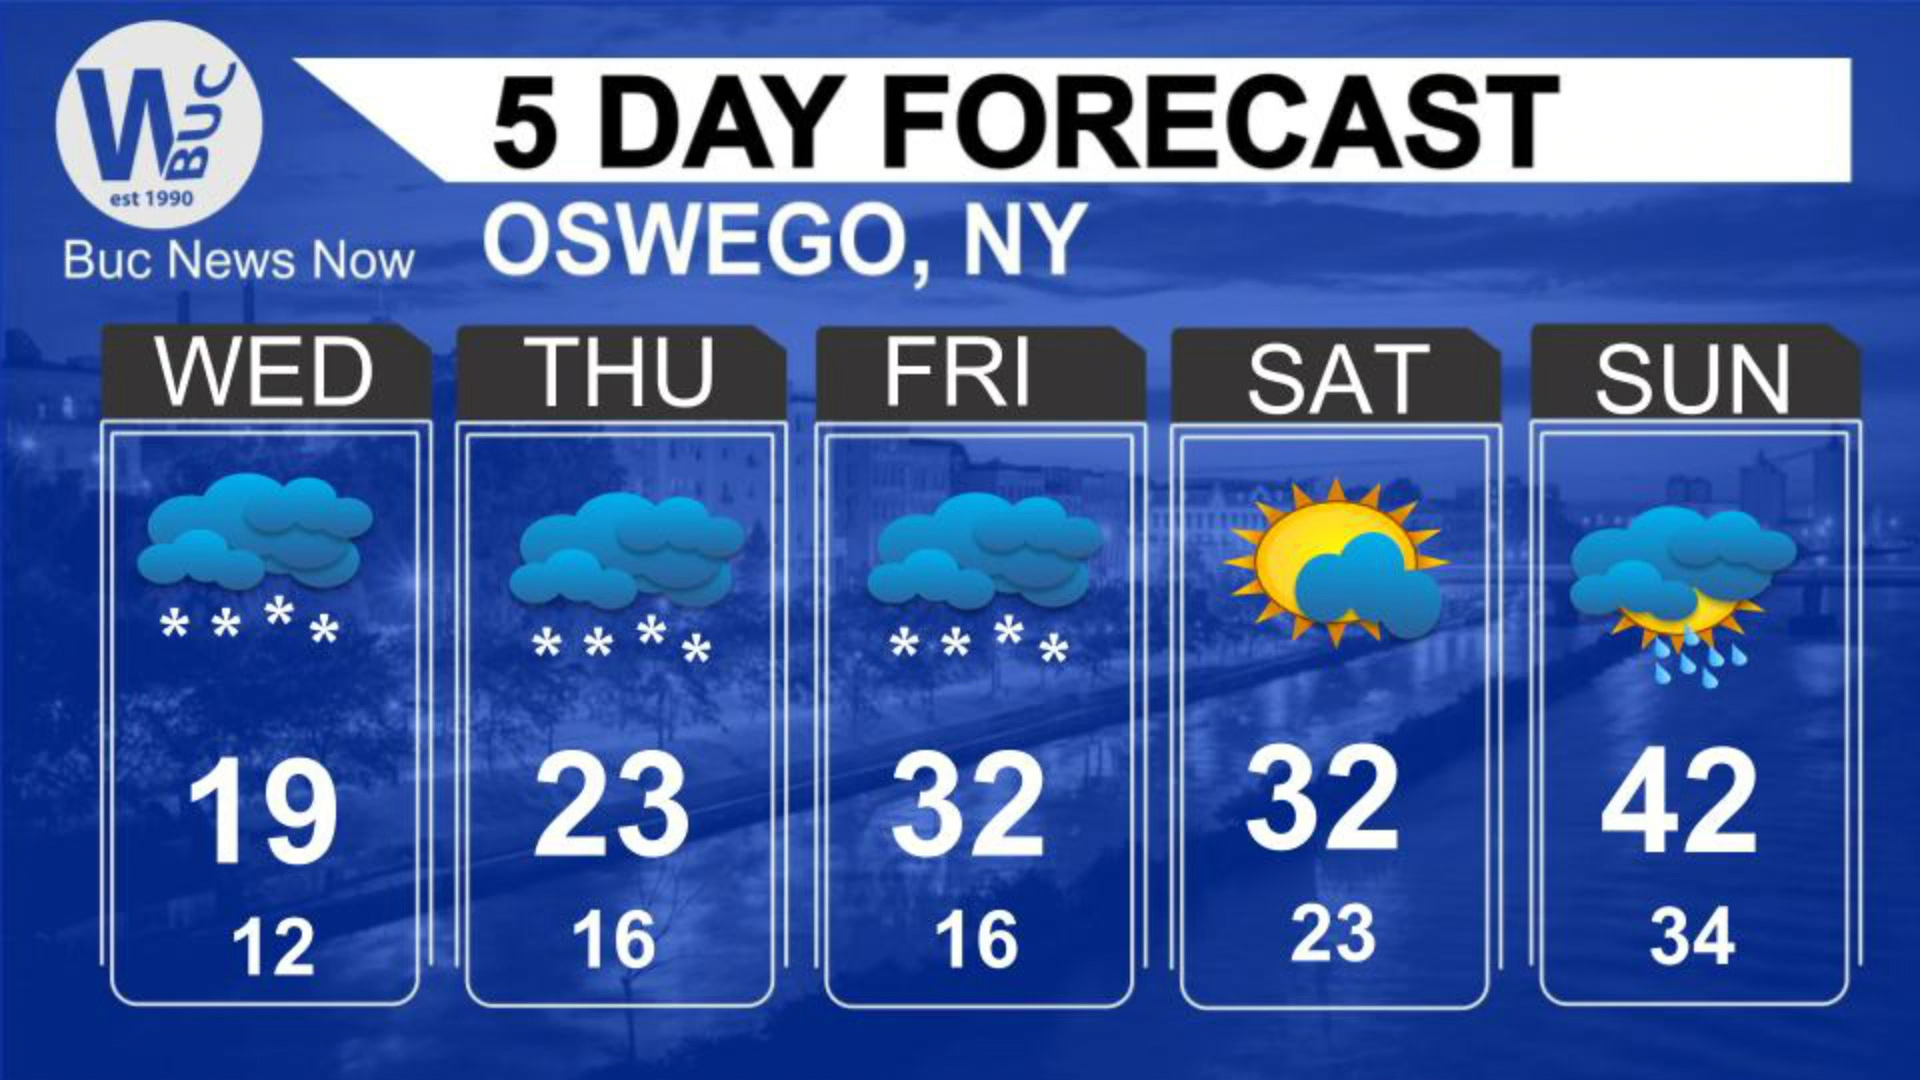 WBUC
est 1990
Buc News Now
5 DAY FORECAST
OSWEGO, NY
WED THU FRI SAT SUN
19 23 32 32 42
12 16 16 23 34